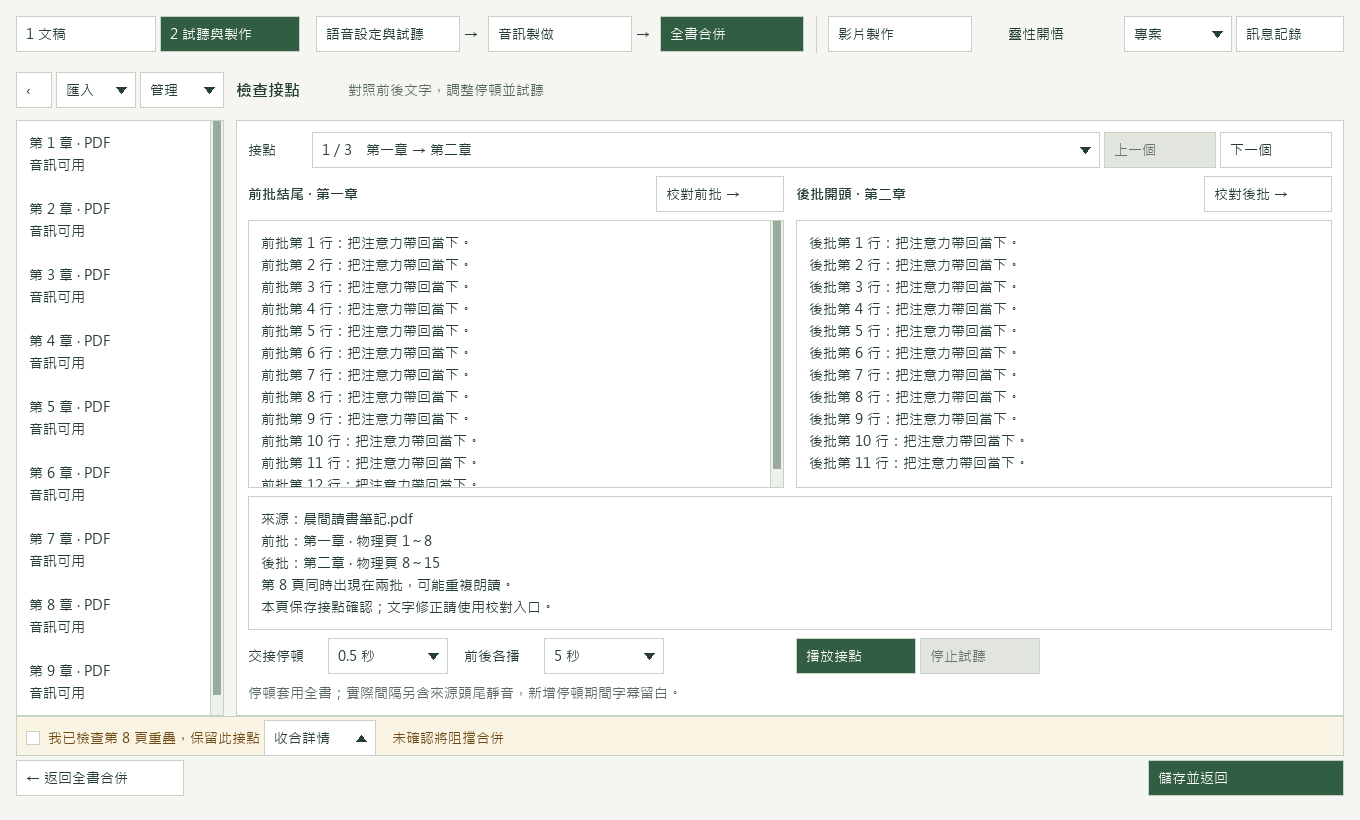 1 文稿
2 試聽與製作
語音設定與試聽
→
音訊製做
→
全書合併
影片製作
靈性開悟
專案
訊息記錄
‹
匯入
管理
檢查接點
對照前後文字，調整停頓並試聽
第 1 章 · PDF
音訊可用
第 2 章 · PDF
音訊可用
第 3 章 · PDF
音訊可用
第 4 章 · PDF
音訊可用
第 5 章 · PDF
音訊可用
第 6 章 · PDF
音訊可用
第 7 章 · PDF
音訊可用
第 8 章 · PDF
音訊可用
第 9 章 · PDF
音訊可用
接點
1 / 3 第一章 → 第二章
上一個
下一個
前批結尾 · 第一章
校對前批 →
後批開頭 · 第二章
校對後批 →
前批第 1 行：把注意力帶回當下。
前批第 2 行：把注意力帶回當下。
前批第 3 行：把注意力帶回當下。
前批第 4 行：把注意力帶回當下。
前批第 5 行：把注意力帶回當下。
前批第 6 行：把注意力帶回當下。
前批第 7 行：把注意力帶回當下。
前批第 8 行：把注意力帶回當下。
前批第 9 行：把注意力帶回當下。
前批第 10 行：把注意力帶回當下。
前批第 11 行：把注意力帶回當下。
前批第 12 行：把注意力帶回當下。
後批第 1 行：把注意力帶回當下。
後批第 2 行：把注意力帶回當下。
後批第 3 行：把注意力帶回當下。
後批第 4 行：把注意力帶回當下。
後批第 5 行：把注意力帶回當下。
後批第 6 行：把注意力帶回當下。
後批第 7 行：把注意力帶回當下。
後批第 8 行：把注意力帶回當下。
後批第 9 行：把注意力帶回當下。
後批第 10 行：把注意力帶回當下。
後批第 11 行：把注意力帶回當下。
來源：晨間讀書筆記.pdf
前批：第一章 · 物理頁 1～8
後批：第二章 · 物理頁 8～15
第 8 頁同時出現在兩批，可能重複朗讀。
本頁保存接點確認；文字修正請使用校對入口。
交接停頓
0.5 秒
前後各播
5 秒
播放接點
停止試聽
停頓套用全書；實際間隔另含來源頭尾靜音，新增停頓期間字幕留白。
我已檢查第 8 頁重疊，保留此接點
收合詳情
未確認將阻擋合併
← 返回全書合併
儲存並返回